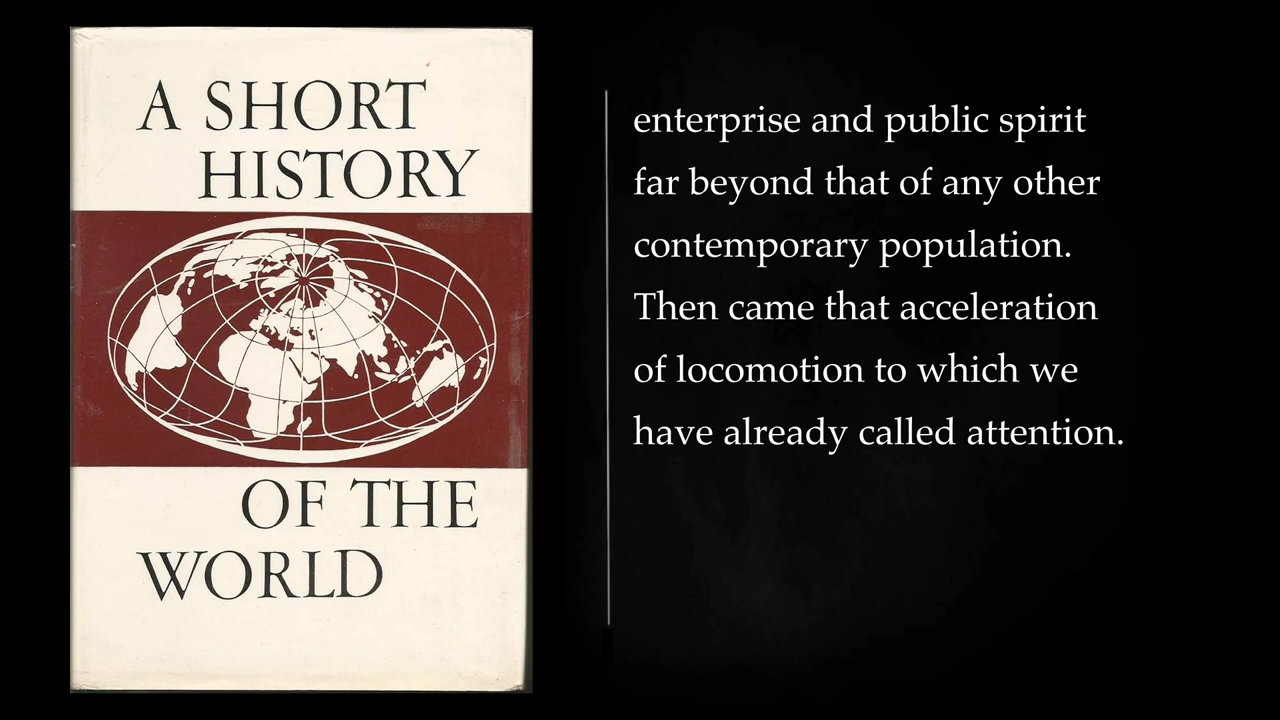 A SHORT
HISTORY
OF THE
WORLD
enterprise and public spirit
far beyond that of any other
contemporary population.
Then came that acceleration
of locomotion to which we
have already called attention.